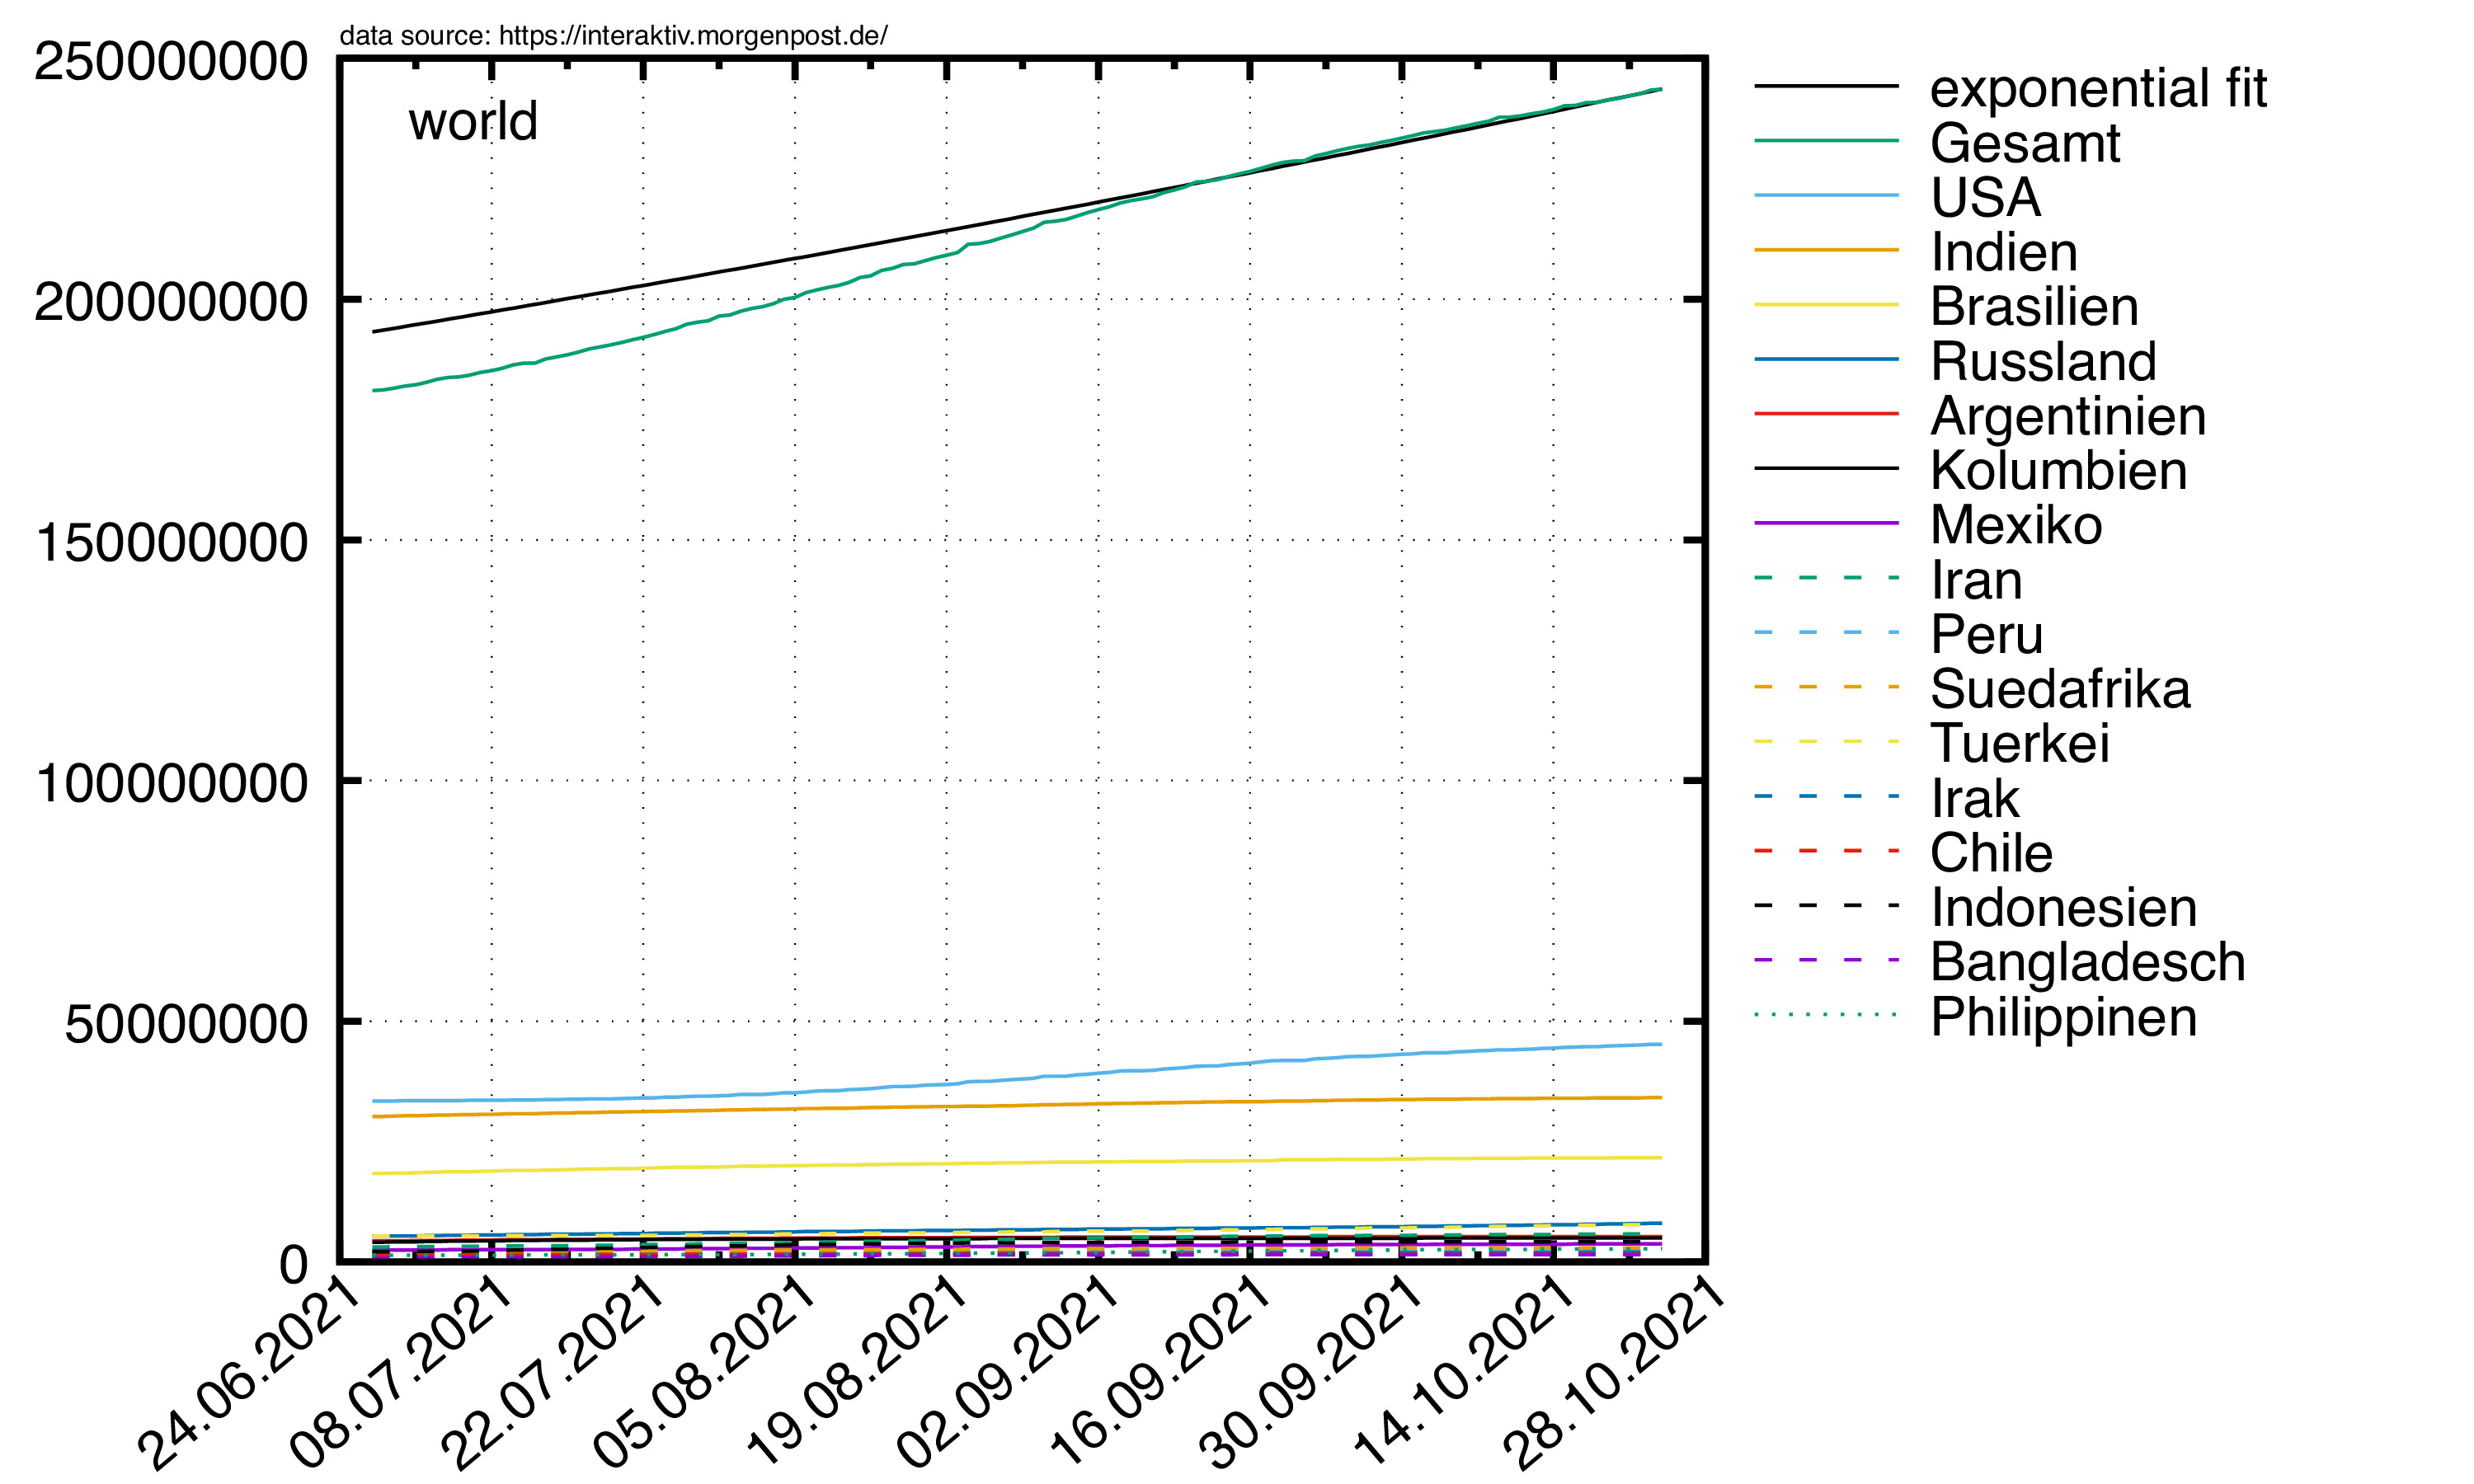 data source: https://interaktiv.morgenpost.de/
world
250000000
200000000
150000000
100000000
50000000
0
24.06.2021
08.07.2021
22.07.2021
05.08.2021
19.08.2021
02.09.2021
16.09.2021
30.09.2021
14.10.2021
28.10.2021
exponential fit
Gesamt
USA
Indien
Brasilien
Russland
Argentinien
Kolumbien
Mexiko
Iran
Peru
Suedafrika
Tuerkei
Irak
Chile
Indonesien
Bangladesch
Philippinen